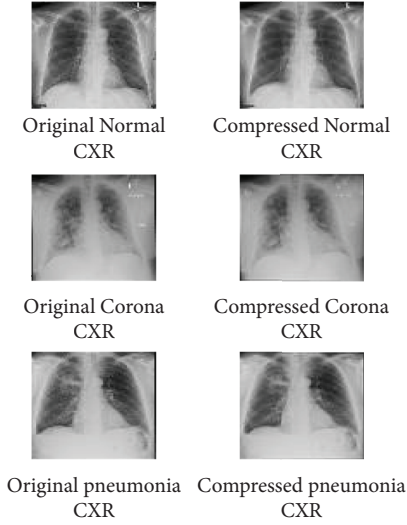 Original Normal
CXR
Compressed Normal
CXR
Original Corona
CXR
Compressed Corona
CXR
Original pneumonia
CXR
Compressed pneumonia
CXR